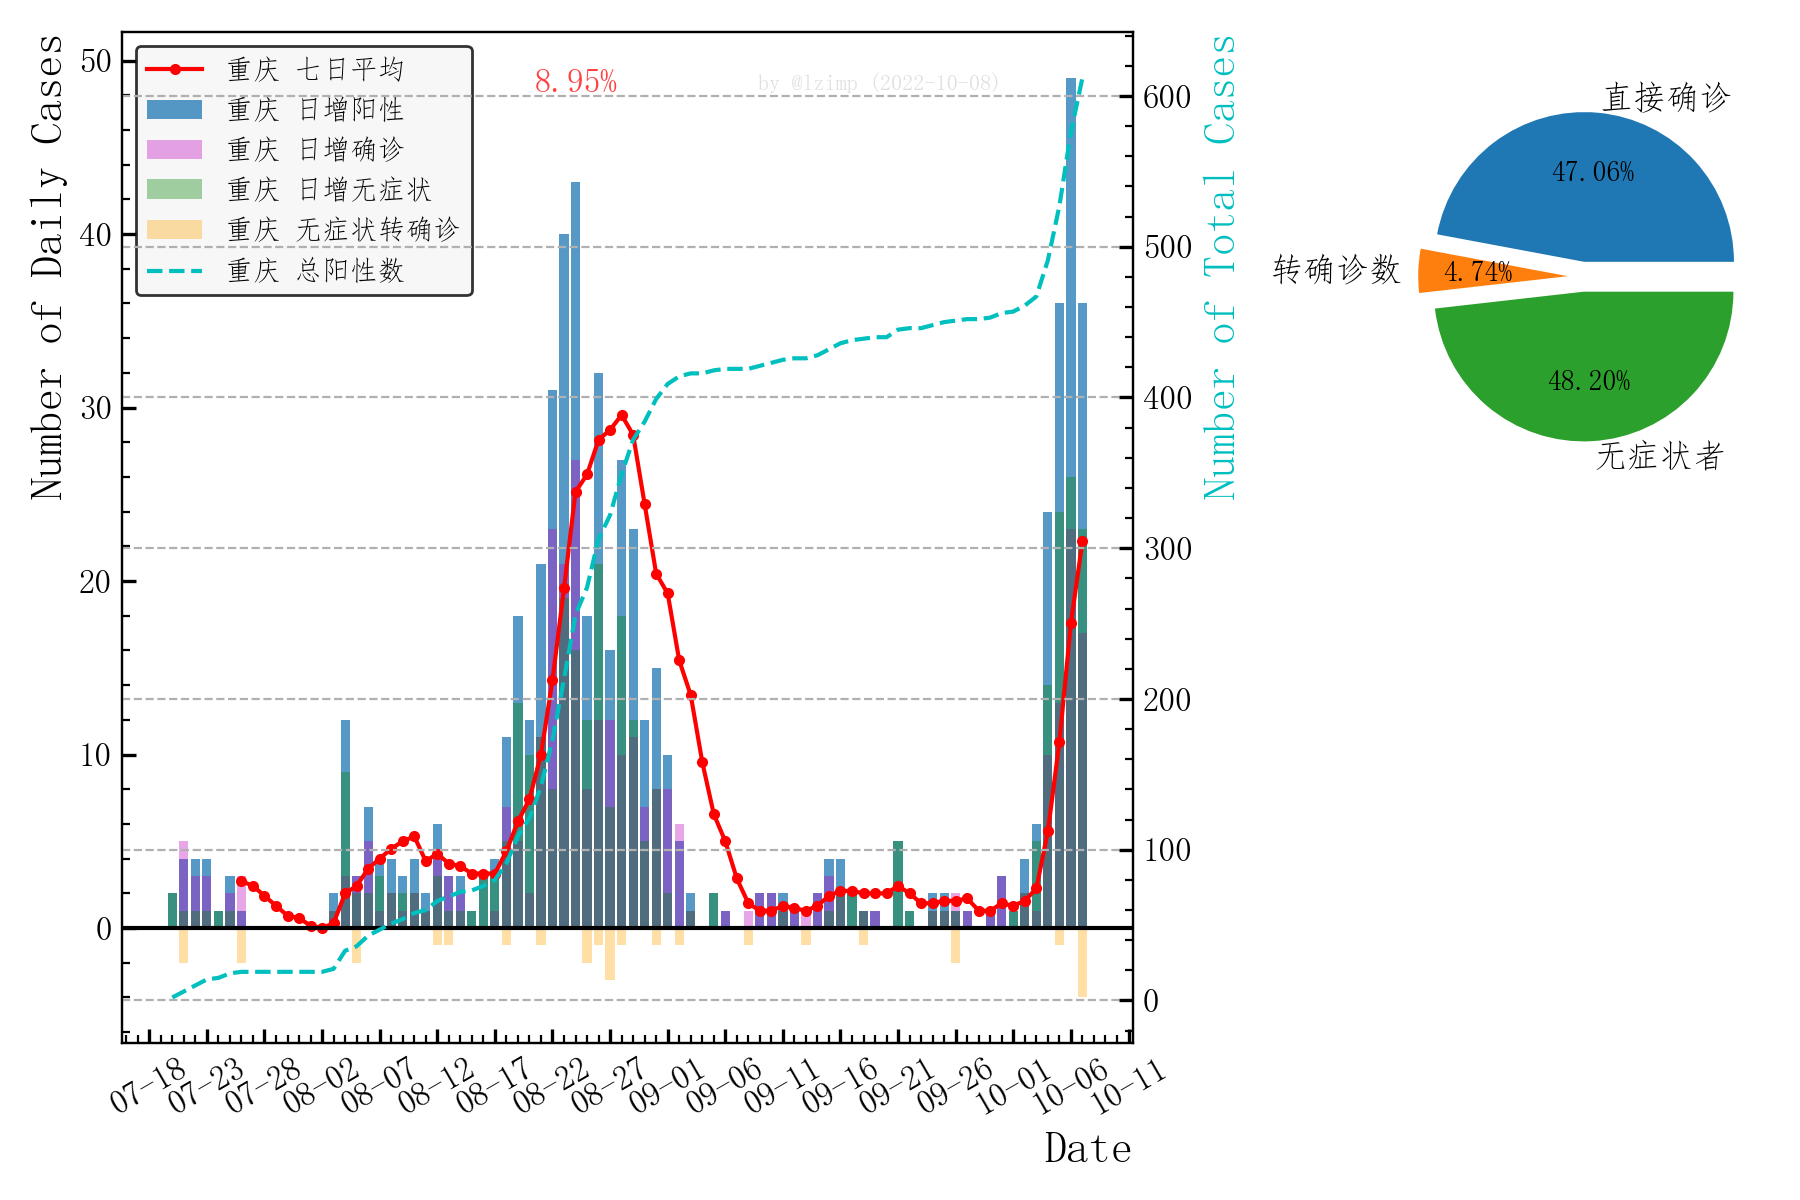 Number of Daily Cases
50
40
30
20
10
0
重庆 七日平均
重庆 日增阳性
重庆 日增确诊
重庆 日增无症状
重庆 无症状转确诊
重庆 总阳性数
8.95%
by @lzimp (2022-10-08)
600
500
400
300
200
100
0
Number of Total Cases
07-18
07-23
07-28
08-02
08-07
08-12
08-17
08-22
08-27
09-01
09-06
09-11
09-16
09-21
09-26
10-01
10-06
10-11
Date
直接确诊
47.06%
转确诊数
4.74%
48.20%
无症状者